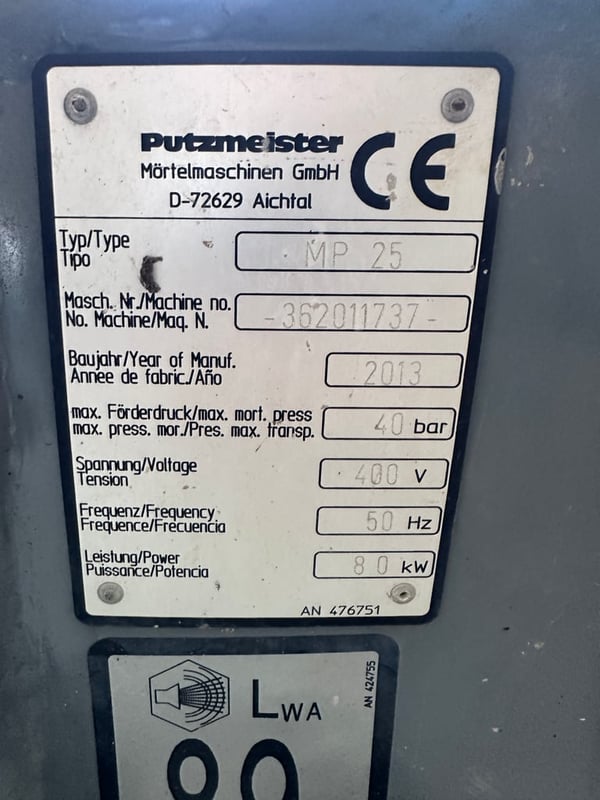 Putzmeister
Mörtelmaschinen GmbH
D-72629 Aichtal
CE
Typ/Type
Tipo
MP 25
Masch. Nr./Machine no.
No. Machine/Maq. N.
-362011737-
Baujahr/Year of Manuf.
Annee de fabric./Año
2013
max. Förderdruck/max. mort. press
max. press. mor./Pres. max. transp.
40 bar
Spannung/Voltage
Tension
400 V
Frequenz/Frequency
Frequence/Frecuencia
50 Hz
Leistung/Power
Puissance/Potencia
8 0 kW
AN 476751
AN 424755
LWA